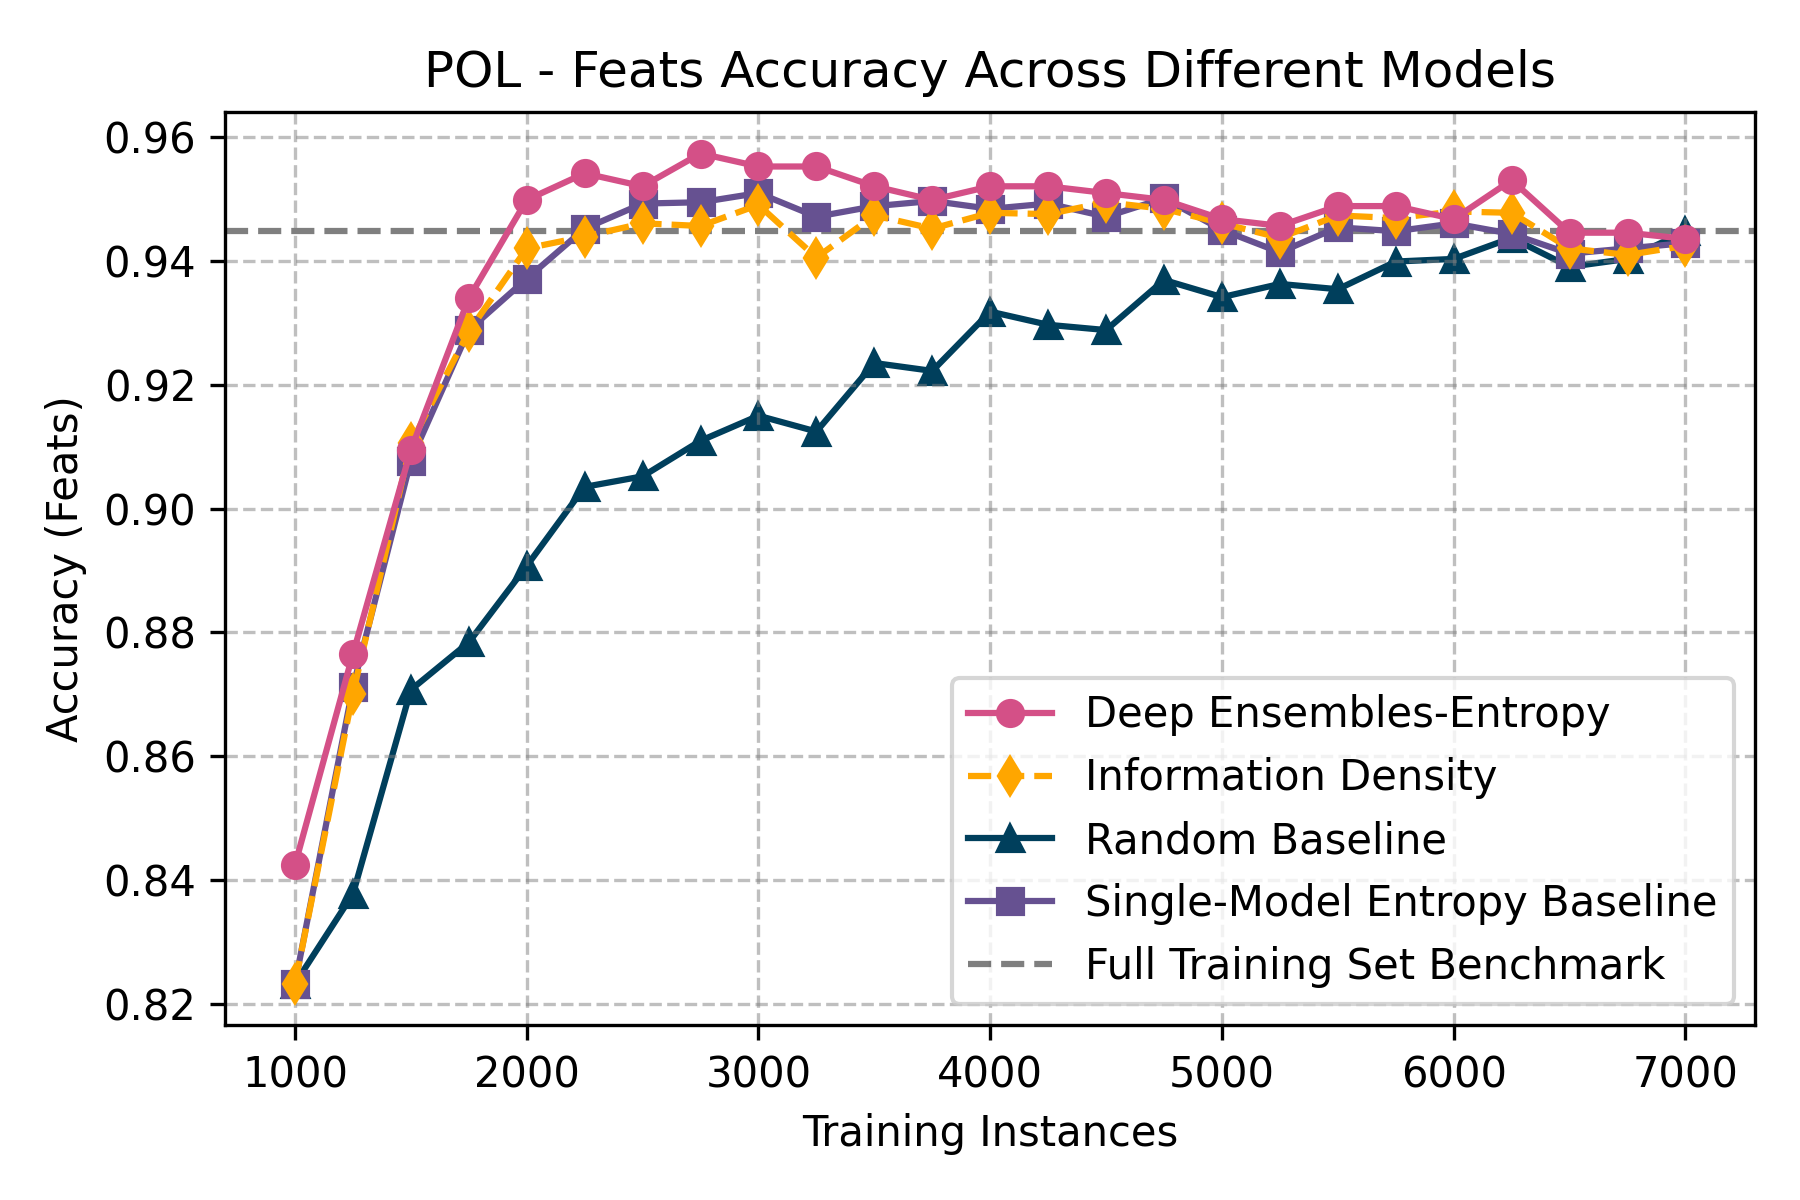 POL - Feats Accuracy Across Different Models
Accuracy (Feats)
0.96
0.94
0.92
0.90
0.88
0.86
0.84
0.82
Deep Ensembles-Entropy
Information Density
Random Baseline
Single-Model Entropy Baseline
Full Training Set Benchmark
1000 2000 3000 4000 5000 6000 7000
Training Instances